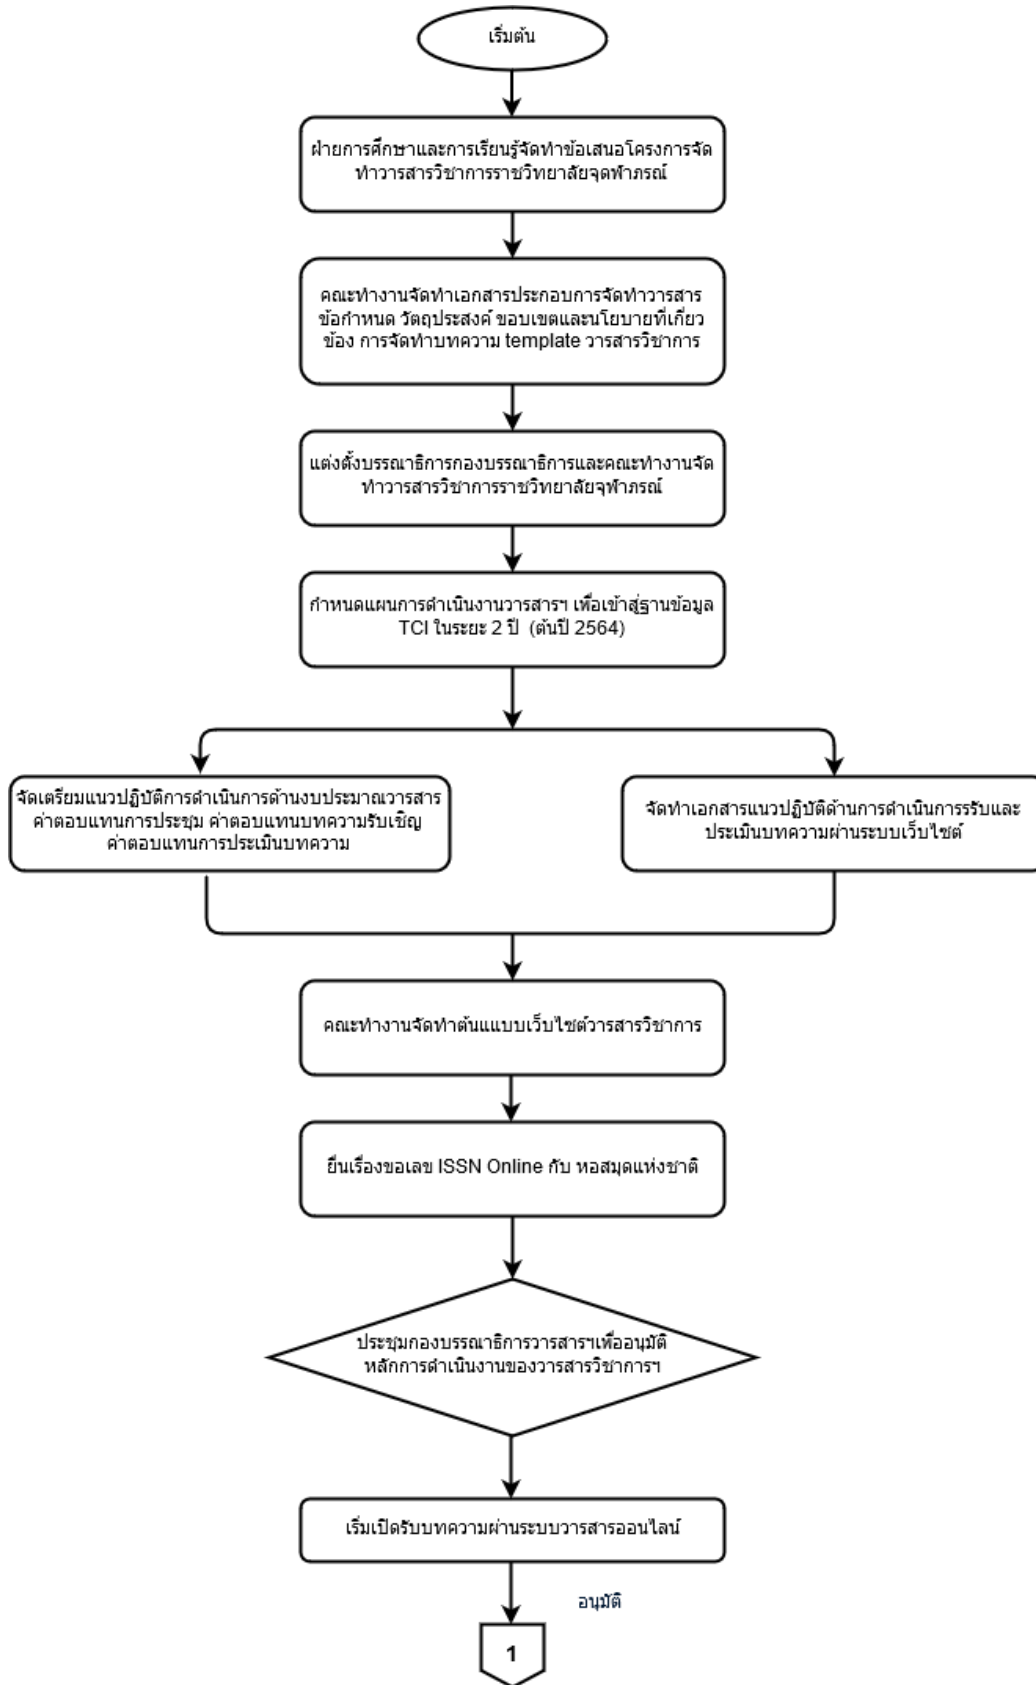 เริ่มต้น
ฝ่ายการศึกษาและการเรียนรู้จัดทำข้อเสนอโครงการจัด
ทำวารสารวิชาการราชวิทยาลัยจุดฬาภรณ์
คณะทำงานจัดทำเอกสารประกอบการจัดทำวารสาร
ข้อกำหนด วัตถุประสงค์ ขอบเขตและนโยบายที่เกี่ยว
ข้อง การจัดทำบทความ template วารสารวิชาการ
แต่งตั้งบรรณาธิการกองบรรณาธิการและคณะทำงานจัด
ทำวารสารวิชาการราชวิทยาลัยจุฬาภรณ์
กำหนดแผนการดำเนินงานวารสารฯ เพื่อเข้าสู่ฐานข้อมูล
TCI ในระยะ 2 ปี (ต้นปี 2564)
จัดเตรียมแนวปฏิบัติการดำเนินการด้านงบประมาณวารสาร
ค่าตอบแทนการประชุม ค่าตอบแทนบทความรับเชิญ
ค่าตอบแทนการประเมินบทความ
จัดทำเอกสารแนวปฏิบัติด้านการดำเนินการรรับและ
ประเมินบทความผ่านระบบเว็บไซต์
คณะทำงานจัดทำต้นแแบบเว็บไซต์วารสารวิชาการ
ยื่นเรื่องขอเลข ISSN Online กับ หอสมุดแห่งชาติ
ประชุมกองบรรณาธิการวารสารฯเพื่ออนุมัติ
หลักการดำเนินงานของวารสารวิชาการฯ
เริ่มเปิดรับบทความผ่านระบบวารสารออนไลน์
อนุมัติ
1